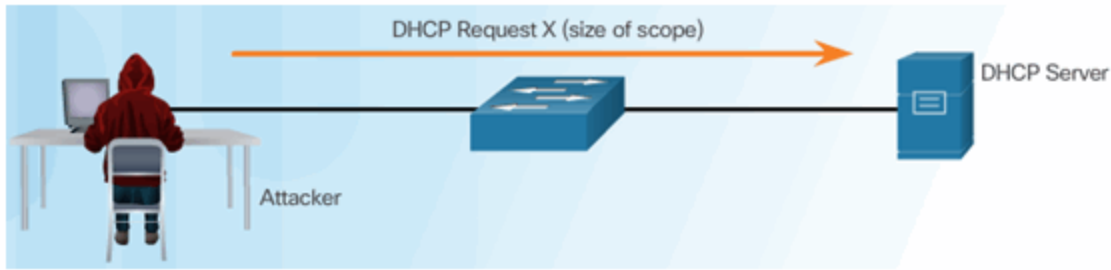 DHCP Request X (size of scope)
DHCP Server
Attacker